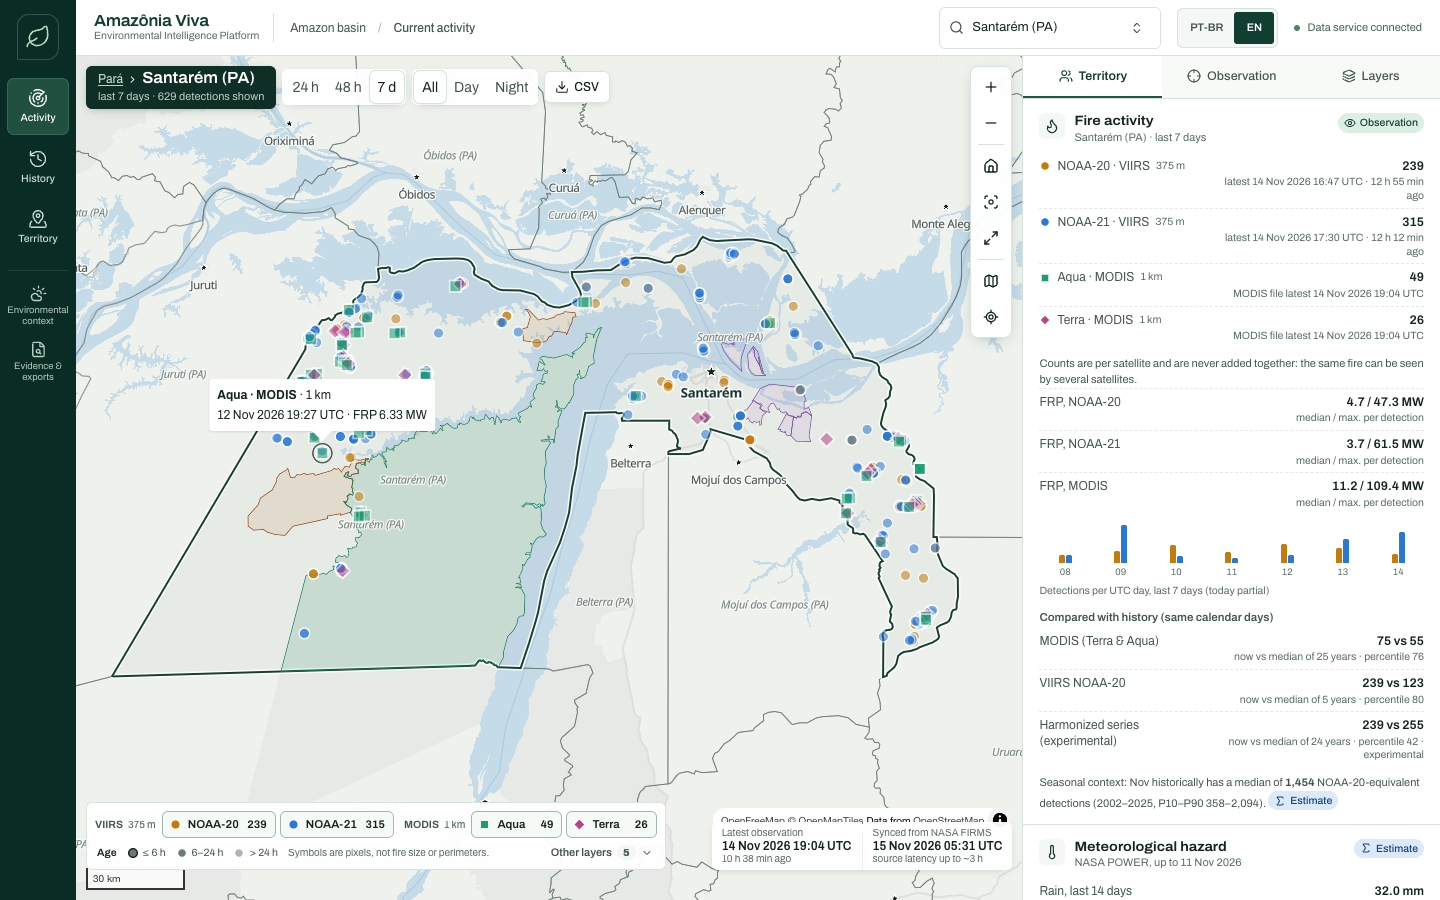 Amazônia Viva
Environmental Intelligence Platform
Amazon basin / Current activity
Santarém (PA)
PT-BR EN
Data service connected
Activity
History
Territory
Environmental
context
Evidence &
exports
Pará › Santarém (PA)
last 7 days · 629 detections shown
24 h 48 h 7 d
All Day Night
CSV
Oriximiná
Óbidos (PA)
Óbidos
Curuá
Curuá (PA)
Alenquer
Monte Aleg
Juruti
Juruti (PA)
Santarém (PA)
Santarém
Aqua · MODIS · 1 km
12 Nov 2026 19:27 UTC · FRP 6.33 MW
Belterra
Mojuí dos Campos
Santarém (PA)
Santarém (PA)
Belterra (PA)
Mojuí dos Campos (PA)
VIIRS 375 m NOAA-20 239 NOAA-21 315 MODIS 1 km Aqua 49 Terra 26
Age ≤ 6 h 6–24 h > 24 h Symbols are pixels, not fire size or perimeters. Other layers 5
30 km
OpenFreeMap © OpenMapTiles Data from OpenStreetMap
Latest observation
14 Nov 2026 19:04 UTC
10 h 38 min ago
Synced from NASA FIRMS
15 Nov 2026 05:31 UTC
source latency up to ~3 h
Territory Observation Layers
Fire activity
Santarém (PA) · last 7 days
Observation
NOAA-20 · VIIRS 375 m 239
latest 14 Nov 2026 16:47 UTC · 12 h 55 min
ago
NOAA-21 · VIIRS 375 m 315
latest 14 Nov 2026 17:30 UTC · 12 h 12 min
ago
Aqua · MODIS 1 km 49
MODIS file latest 14 Nov 2026 19:04 UTC
Terra · MODIS 1 km 26
MODIS file latest 14 Nov 2026 19:04 UTC
Counts are per satellite and are never added together: the same fire can be seen
by several satellites.
FRP, NOAA-20 4.7 / 47.3 MW
median / max. per detection
FRP, NOAA-21 3.7 / 61.5 MW
median / max. per detection
FRP, MODIS 11.2 / 109.4 MW
median / max. per detection
08 09 10 11 12 13 14
Detections per UTC day, last 7 days (today partial)
Compared with history (same calendar days)
MODIS (Terra & Aqua) 75 vs 55
now vs median of 25 years · percentile 76
VIIRS NOAA-20 239 vs 123
now vs median of 5 years · percentile 80
Harmonized series
(experimental)
239 vs 255
now vs median of 24 years · percentile 42 ·
experimental
Seasonal context: Nov historically has a median of 1,454 NOAA-20-equivalent
detections (2002–2025, P10–P90 358–2,094). Estimate
Meteorological hazard
NASA POWER, up to 11 Nov 2026
Estimate
Rain, last 14 days 32.0 mm